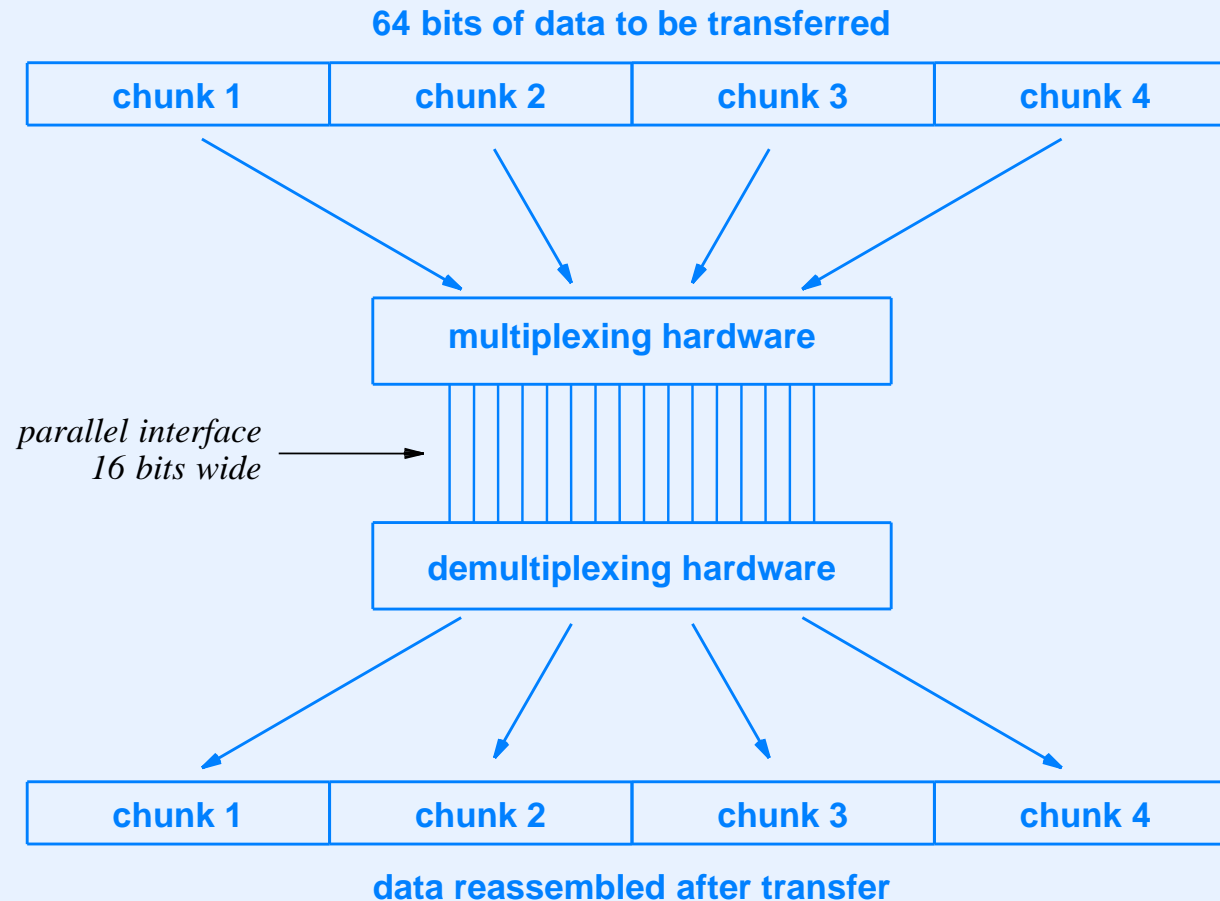 64 bits of data to be transferred
chunk 1 chunk 2 chunk 3 chunk 4
multiplexing hardware
parallel interface
16 bits wide
demultiplexing hardware
chunk 1 chunk 2 chunk 3 chunk 4
data reassembled after transfer